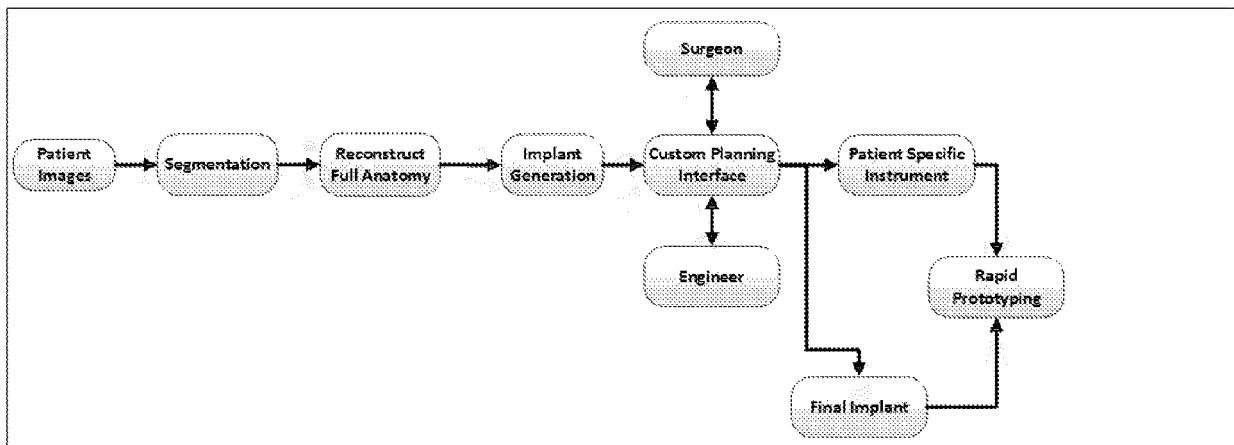 Surgeon
Patient
Images
Segmentation
Reconstruct
Full Anatomy
Implant
Generation
Custom Planning
Interface
Patient Specific
Instrument
Engineer
Rapid
Prototyping
Final Implant